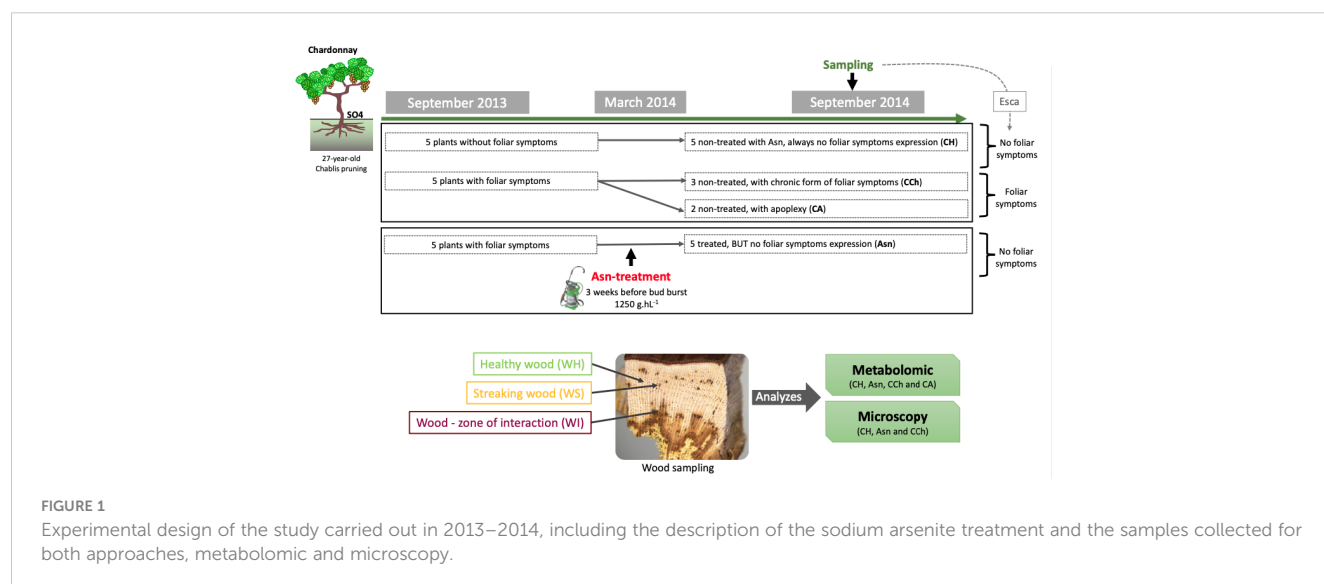 Chardonnay
SO4
27-year-old
Chablis pruning
Sampling
September 2013
March 2014
September 2014
Esca
5 plants without foliar symptoms
5 non-treated with Asn, always no foliar symptoms expression (CH)
No foliar
symptoms
5 plants with foliar symptoms
3 non-treated, with chronic form of foliar symptoms (CCh)
2 non-treated, with apoplexy (CA)
Foliar
symptoms
5 plants with foliar symptoms
5 treated, BUT no foliar symptoms expression (Asn)
No foliar
symptoms
Asn-treatment
3 weeks before bud burst
1250 g.hL⁻¹
Healthy wood (WH)
Streaking wood (WS)
Wood - zone of interaction (WI)
Wood sampling
Analyzes
Metabolomic
(CH, Asn, CCh and CA)
Microscopy
(CH, Asn and CCh)
FIGURE 1
Experimental design of the study carried out in 2013–2014, including the description of the sodium arsenite treatment and the samples collected for
both approaches, metabolomic and microscopy.